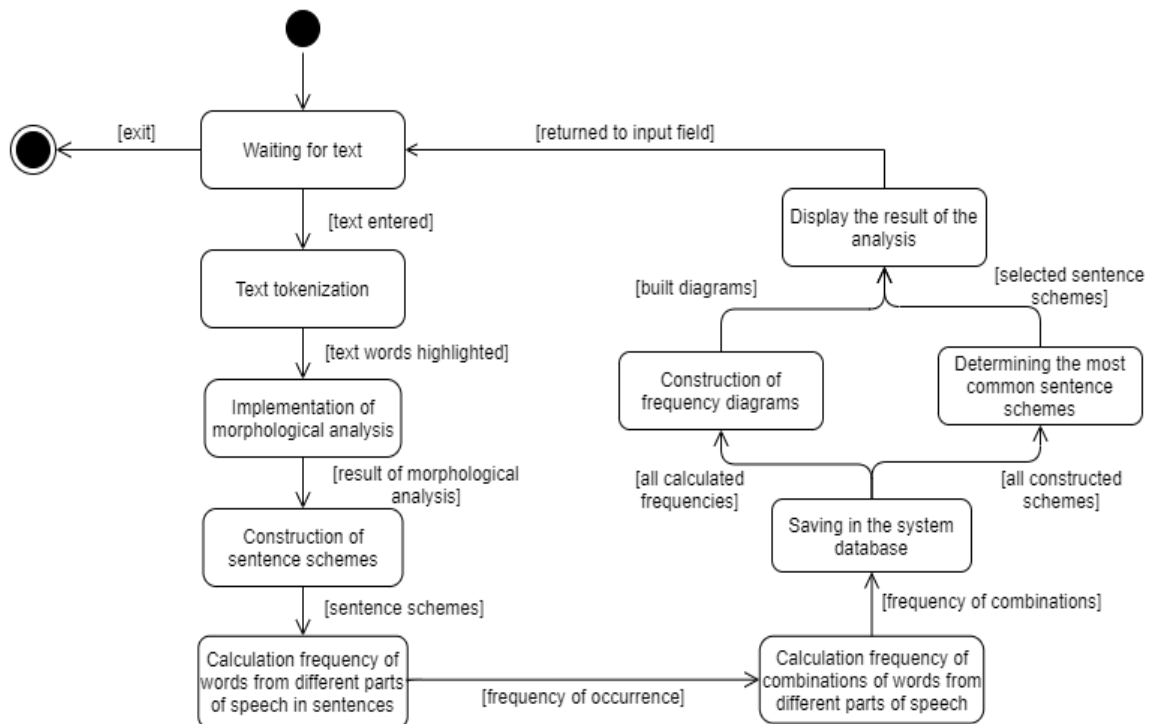 [exit]
Waiting for text
[returned to input field]
[text entered]
Display the result of the
analysis
Text tokenization
[built diagrams]
[selected sentence
schemes]
[text words highlighted]
Implementation of
morphological analysis
Construction of
frequency diagrams
Determining the most
common sentence
schemes
[result of morphological
analysis]
[all calculated
frequencies]
[all constructed
schemes]
Construction of
sentence schemes
Saving in the system
database
[sentence schemes]
[frequency of combinations]
Calculation frequency of
words from different parts
of speech in sentences
[frequency of occurrence]
Calculation frequency of
combinations of words from
different parts of speech